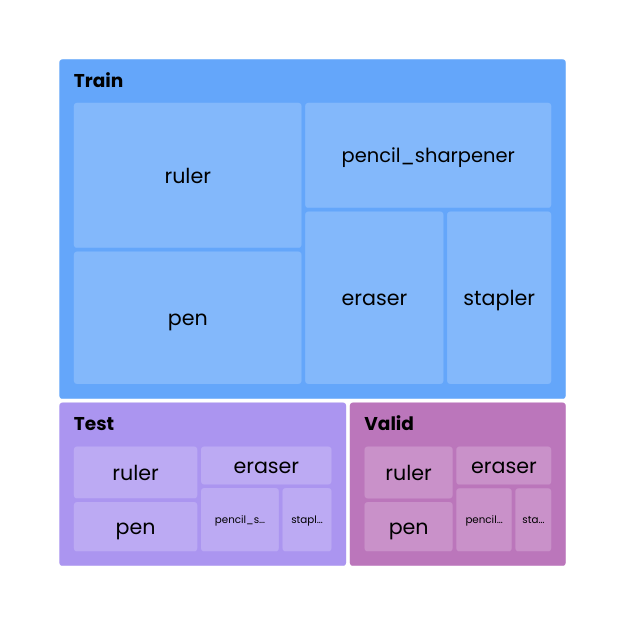 Train
ruler
pencil_sharpener
pen
eraser
stapler
Test
ruler
eraser
pen
pencil_s...
stapl...
Valid
ruler
eraser
pen
pencil...
sta...